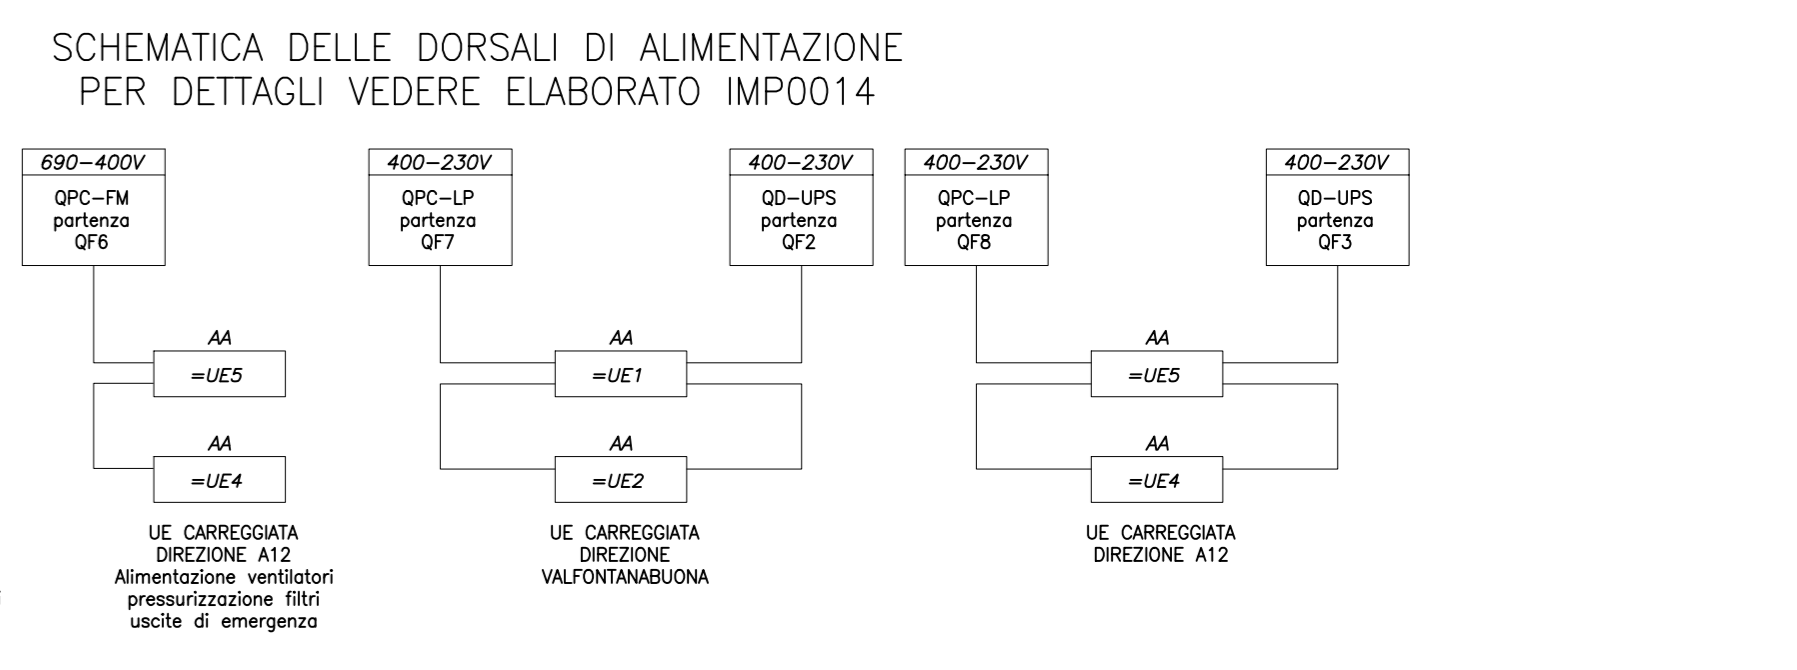 SCHEMATICA DELLE DORSALI DI ALIMENTAZIONE
PER DETTAGLI VEDERE ELABORATO IMP0014
690-400V
QPC-FM
partenza
QF6
AA
=UE5
AA
=UE4
UE CARREGGIATA
DIREZIONE A12
Alimentazione ventilatori
pressurizzazione filtri
uscite di emergenza
400-230V
QPC-LP
partenza
QF7
400-230V
QD-UPS
partenza
QF2
AA
=UE1
AA
=UE2
UE CARREGGIATA
DIREZIONE
VALFONTANABUONA
400-230V
QPC-LP
partenza
QF8
400-230V
QD-UPS
partenza
QF3
AA
=UE5
AA
=UE4
UE CARREGGIATA
DIREZIONE A12